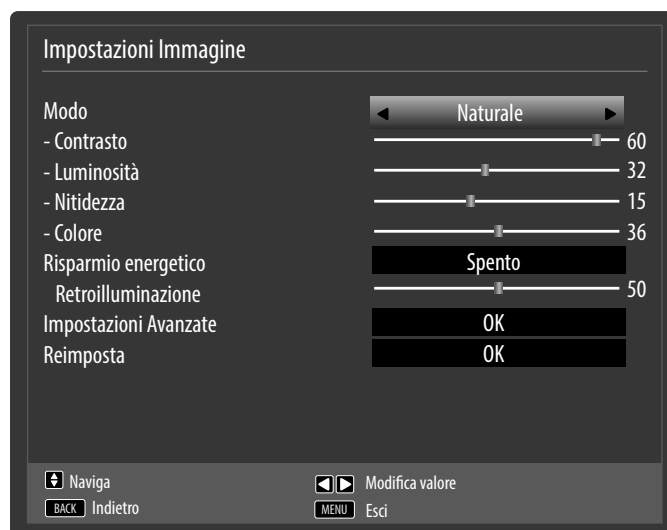 Impostazioni Immagine
Modo Naturale
- Contrasto 60
- Luminosità 32
- Nitidezza 15
- Colore 36
Risparmio energetico Spento
Retroilluminazione 50
Impostazioni Avanzate OK
Reimposta OK
Naviga Modifica valore
BACK Indietro MENU Esci